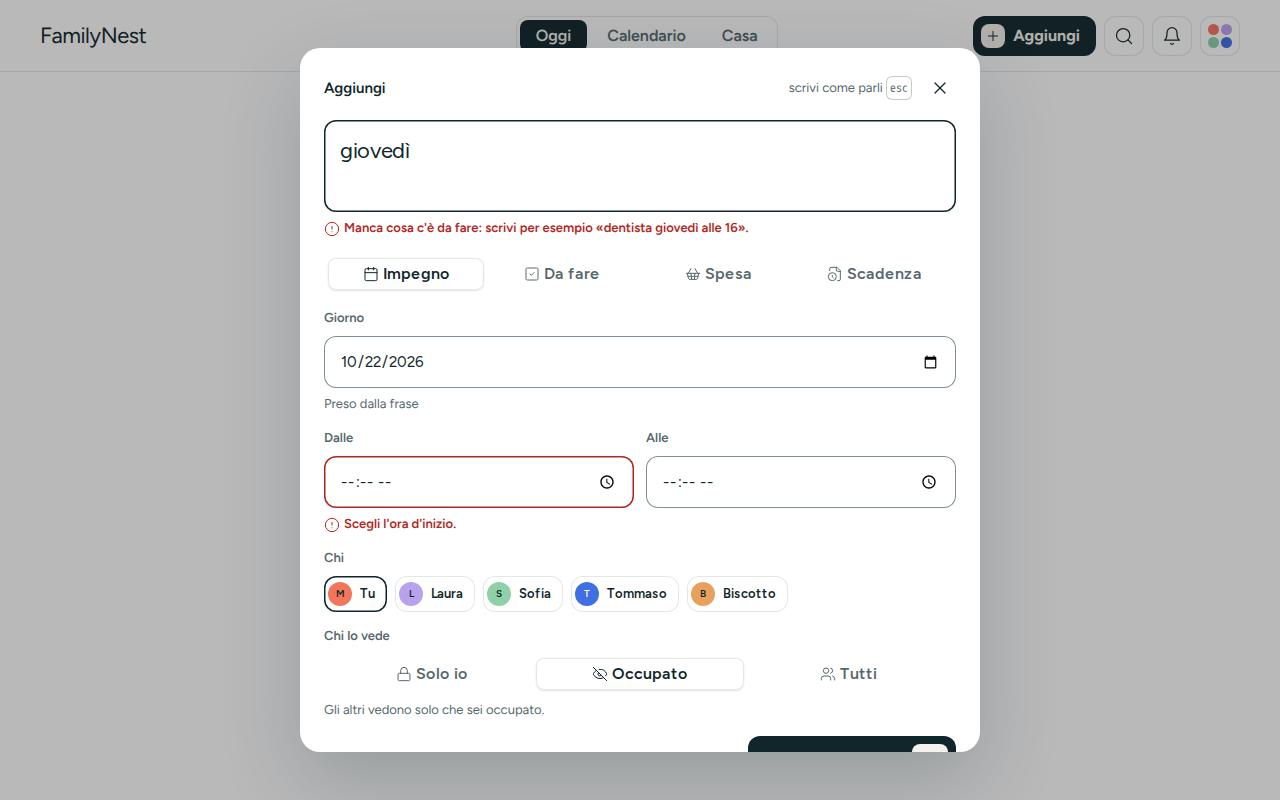 FamilyNest
Oggi Calendario Casa
Aggiungi
Aggiungi
scrivi come parli esc
giovedì
Manca cosa c'è da fare: scrivi per esempio «dentista giovedì alle 16».
Impegno Da fare Spesa Scadenza
Giorno
10/22/2026
Preso dalla frase
Dalle Alle
--:-- -- --:-- --
Scegli l'ora d'inizio.
Chi
M Tu L Laura S Sofia T Tommaso B Biscotto
Chi lo vede
Solo io Occupato Tutti
Gli altri vedono solo che sei occupato.